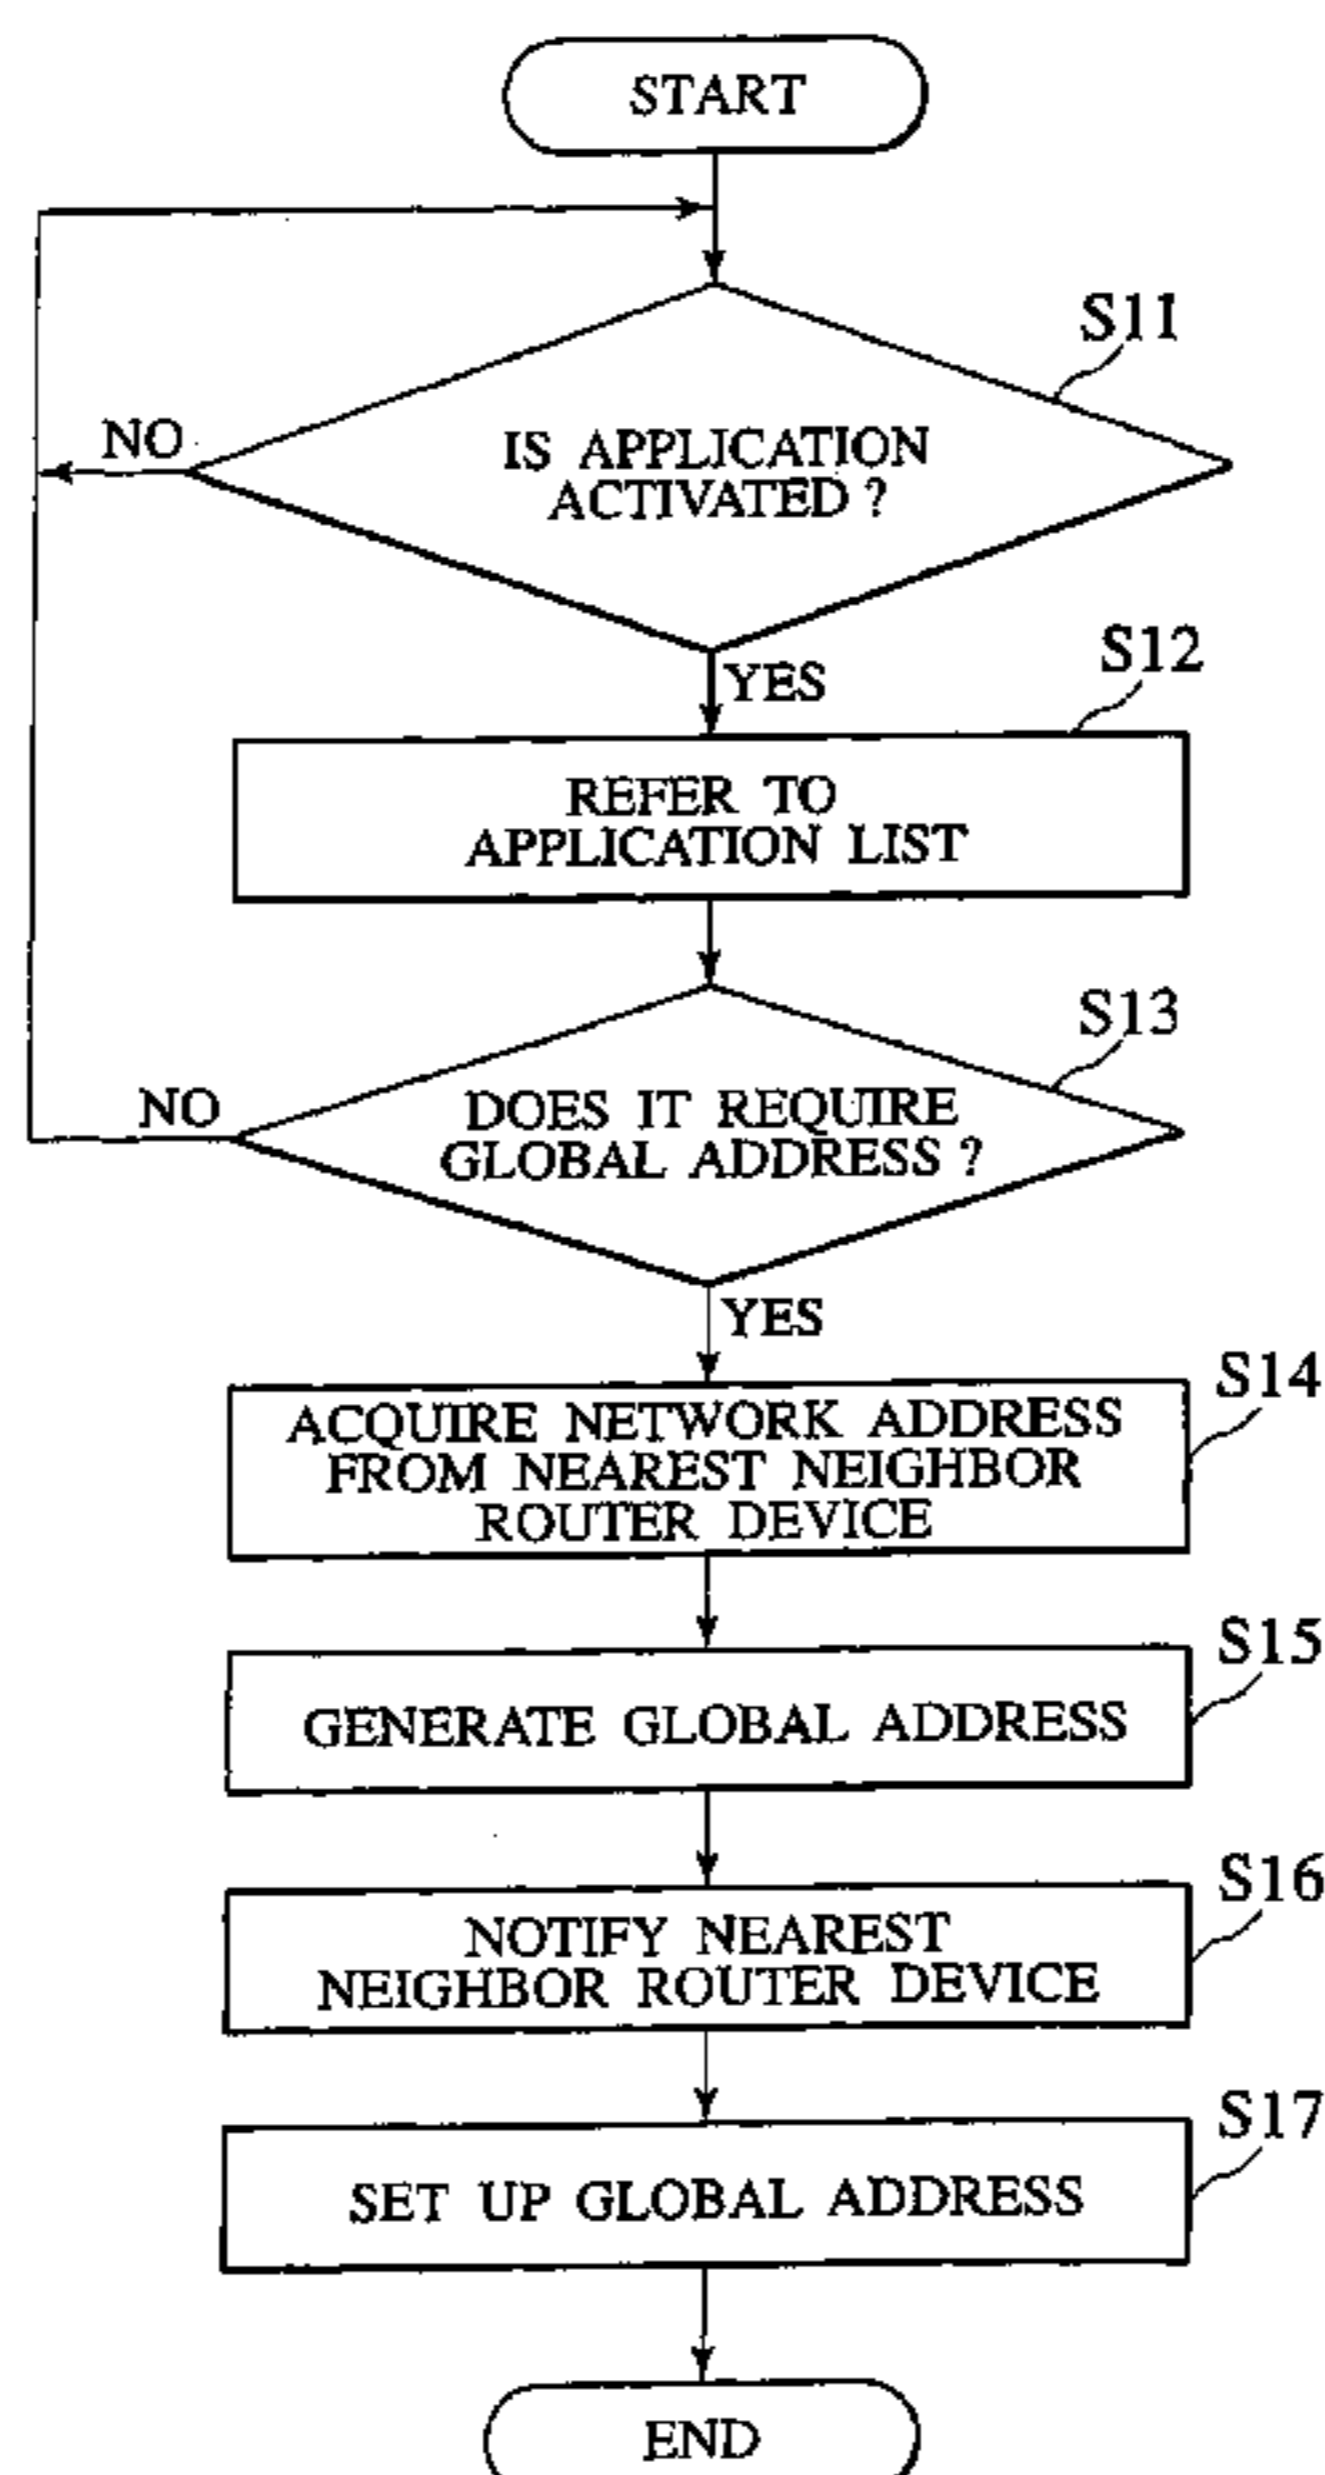 START
S11
NO
IS APPLICATION
ACTIVATED ?
YES
S12
REFER TO
APPLICATION LIST
S13
NO
DOES IT REQUIRE
GLOBAL ADDRESS ?
YES
S14
ACQUIRE NETWORK ADDRESS
FROM NEAREST NEIGHBOR
ROUTER DEVICE
S15
GENERATE GLOBAL ADDRESS
S16
NOTIFY NEAREST
NEIGHBOR ROUTER DEVICE
S17
SET UP GLOBAL ADDRESS
END